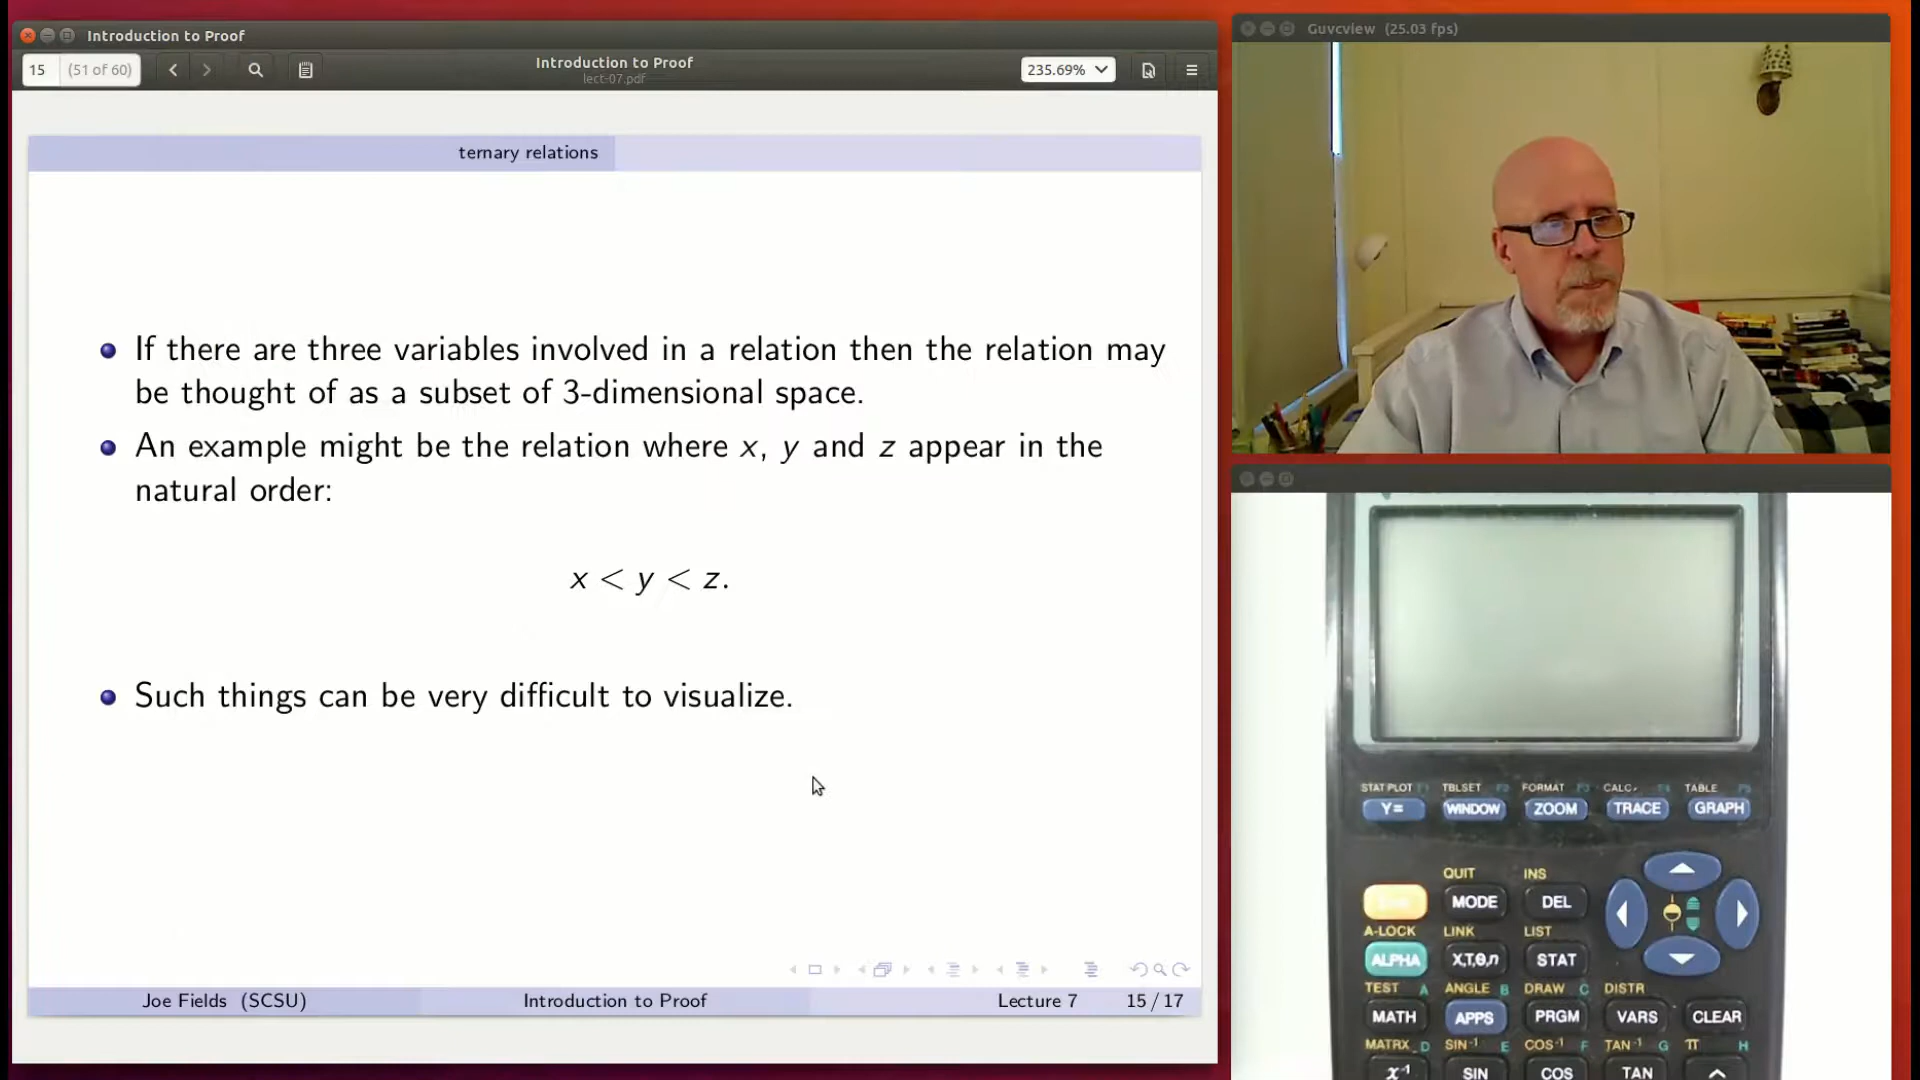 Introduction to Proof
15 (51 of 60)
Introduction to Proof
lect-07.pdf
235.69%
ternary relations
If there are three variables involved in a relation then the relation may
be thought of as a subset of 3-dimensional space.
An example might be the relation where x, y and z appear in the
natural order:
x < y < z.
Such things can be very difficult to visualize.
Joe Fields (SCSU) Introduction to Proof Lecture 7 15 / 17
Guvcview (25.03 fps)
STAT PLOT F1 TBLSET F2 FORMAT F3 CALC F4 TABLE F5
Y= WINDOW ZOOM TRACE GRAPH
QUIT INS
MODE DEL
A-LOCK LINK LIST
ALPHA X,T,θ,n STAT
TEST A ANGLE B DRAW C DISTR
MATH APPS PRGM VARS CLEAR
MATRX D SIN⁻¹ E COS⁻¹ F TAN⁻¹ G π H
x⁻¹ SIN COS TAN ^